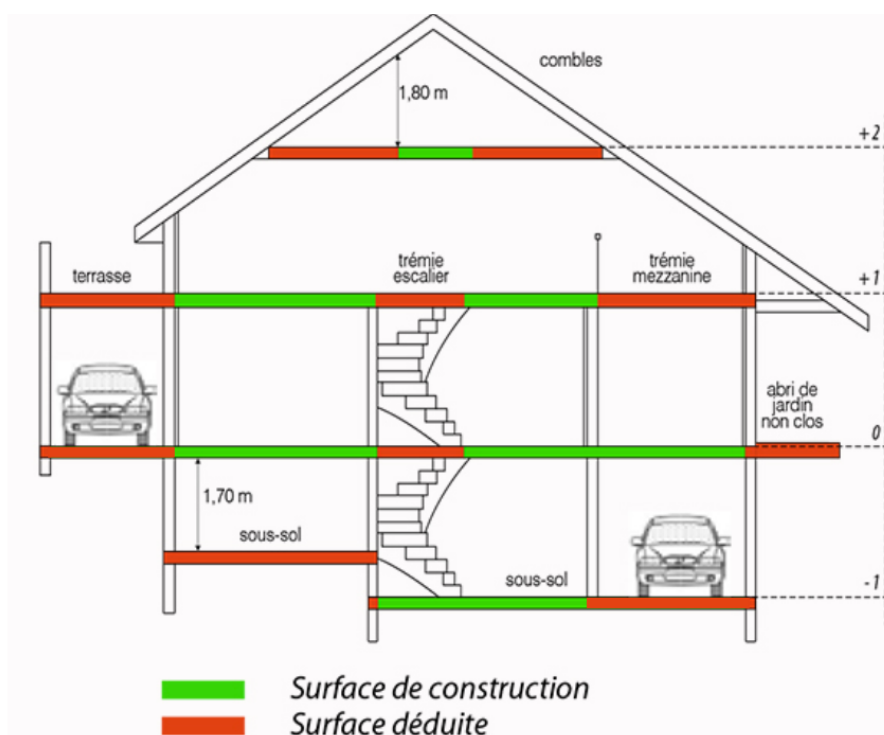 combles
1,80 m
+2
terrasse
trémie
escalier
trémie
mezzanine
+1
abri de
jardin
non clos
0
1,70 m
sous-sol
sous-sol
-1
Surface de construction
Surface déduite